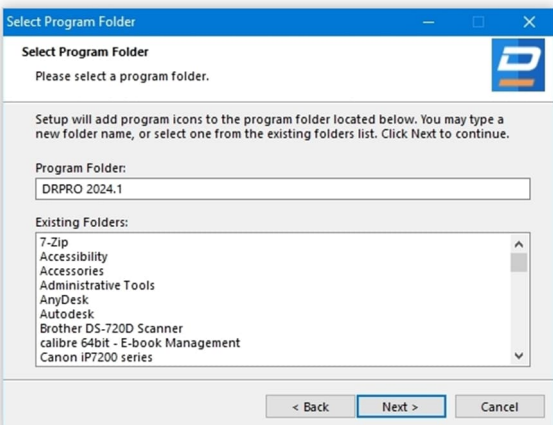 Select Program Folder
Select Program Folder
Please select a program folder.
Setup will add program icons to the program folder located below. You may type a
new folder name, or select one from the existing folders list. Click Next to continue.
Program Folder:
DRPRO 2024.1
Existing Folders:
7-Zip
Accessibility
Accessories
Administrative Tools
AnyDesk
Autodesk
Brother DS-720D Scanner
calibre 64bit - E-book Management
Canon iP7200 series
< Back
Next >
Cancel